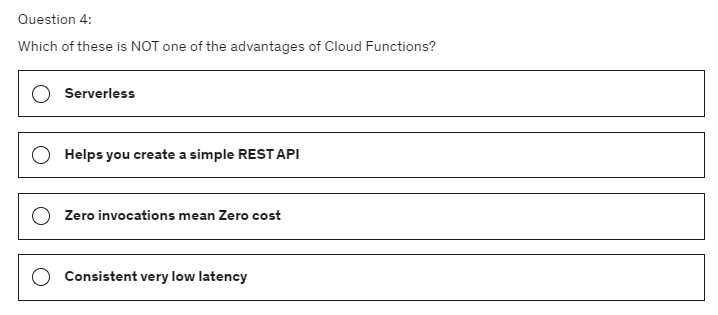 Question 4:
Which of these is NOT one of the advantages of Cloud Functions?
Serverless
Helps you create a simple REST API
Zero invocations mean Zero cost
Consistent very low latency